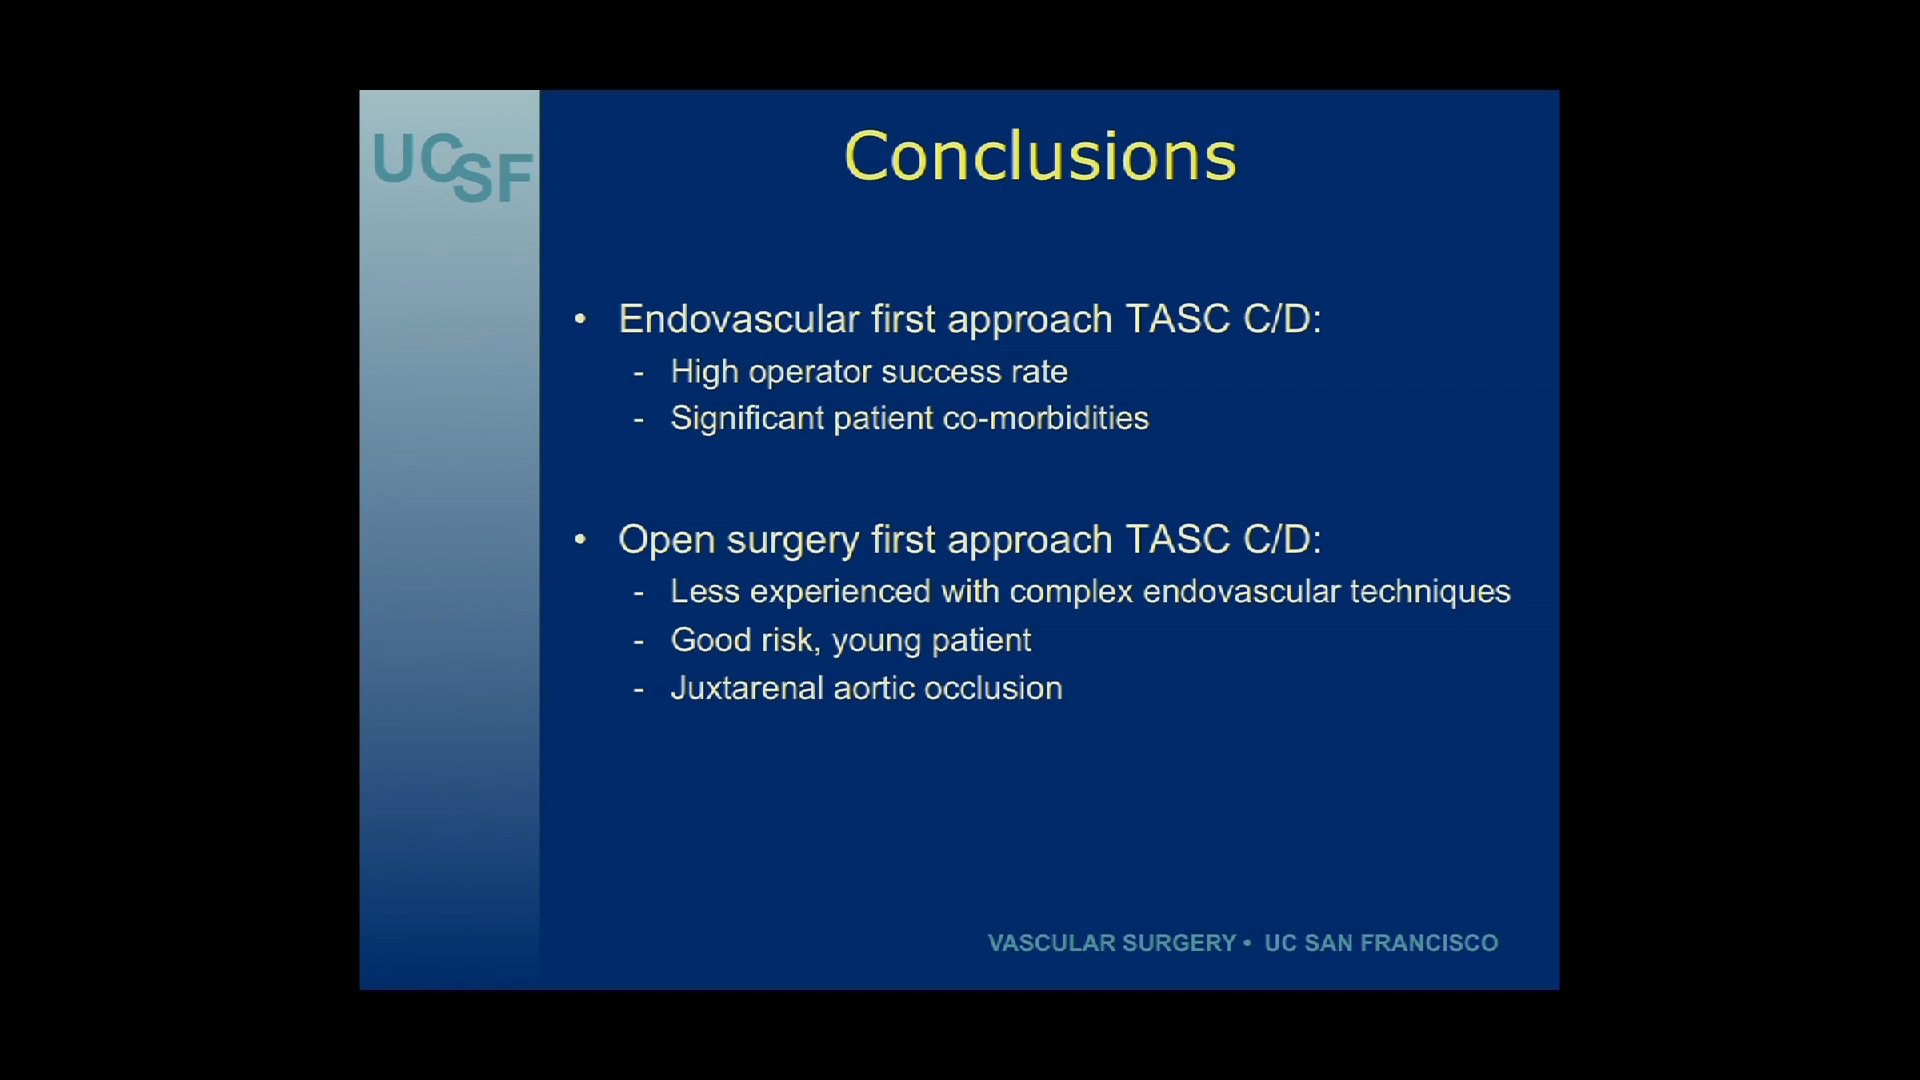 UCSF
Conclusions
• Endovascular first approach TASC C/D:
- High operator success rate
- Significant patient co-morbidities
• Open surgery first approach TASC C/D:
- Less experienced with complex endovascular techniques
- Good risk, young patient
- Juxtarenal aortic occlusion
VASCULAR SURGERY • UC SAN FRANCISCO